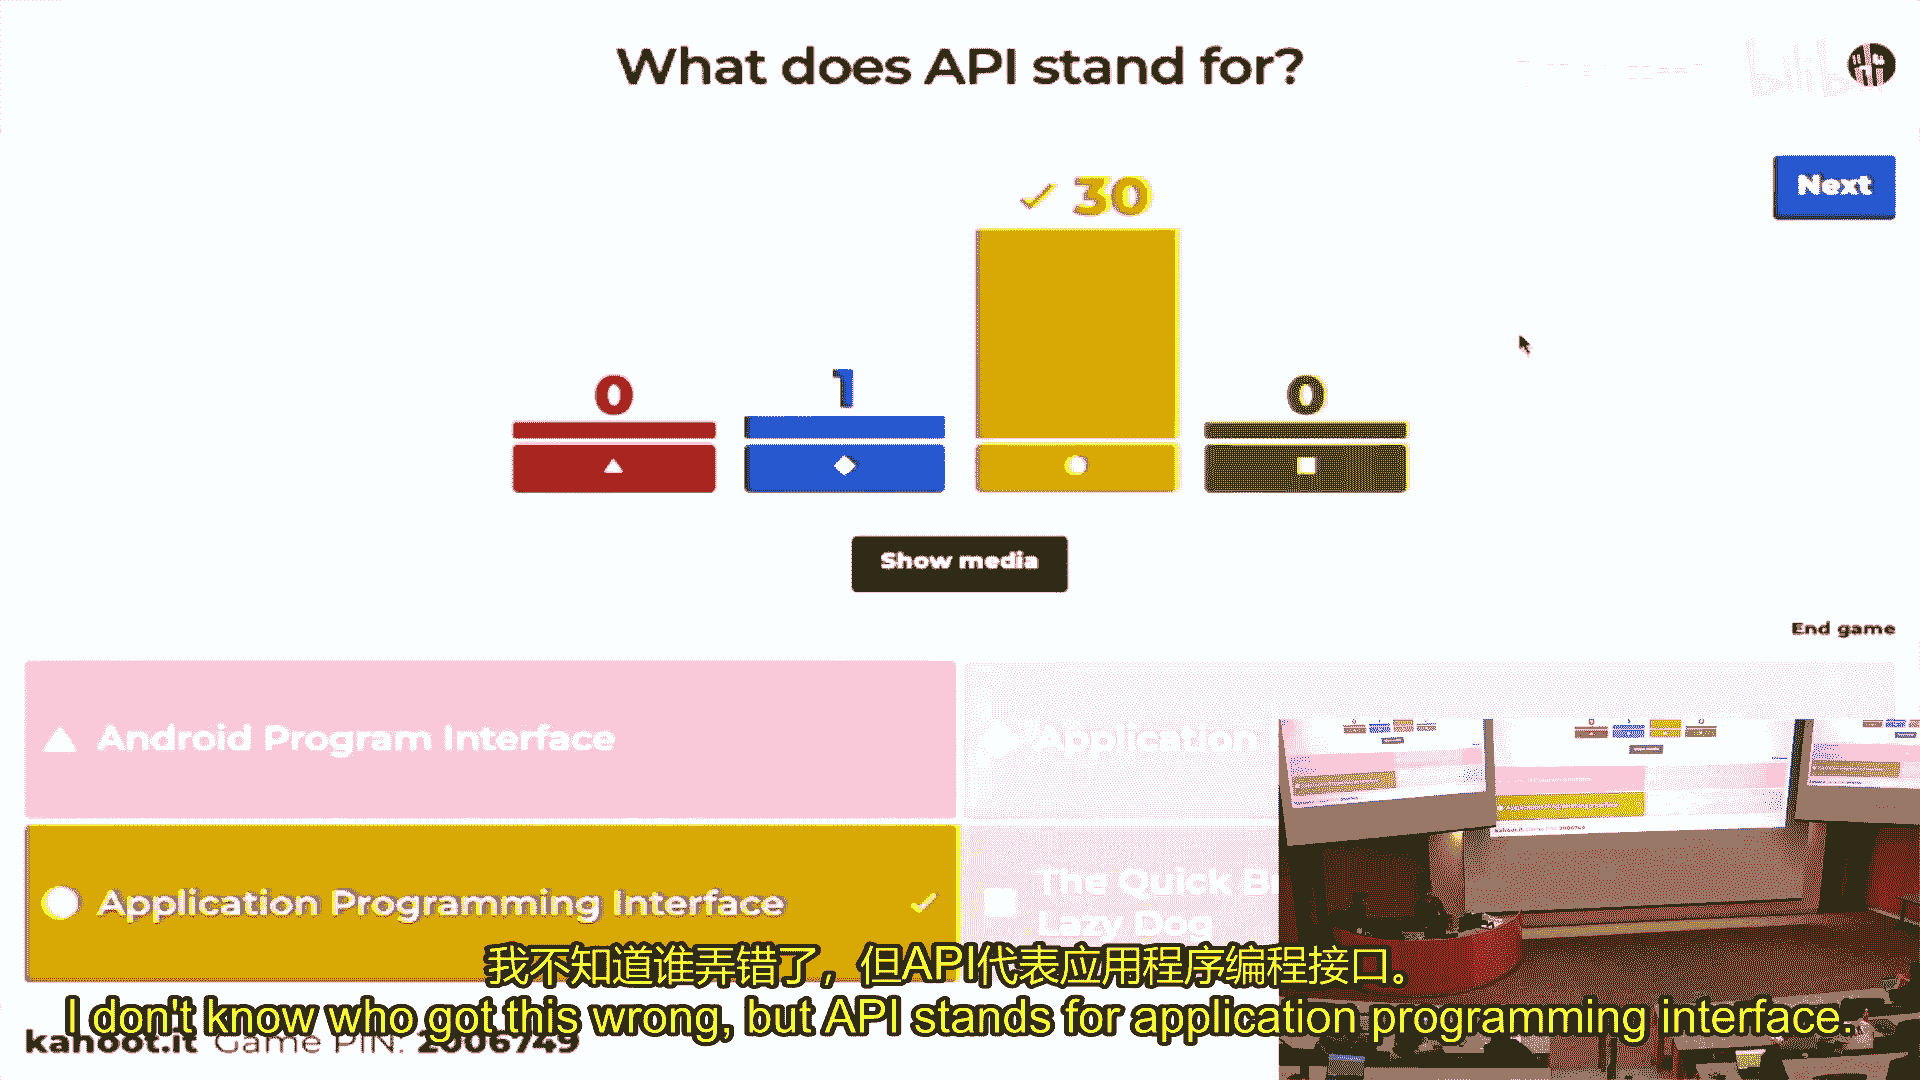 What does API stand for?
bilibili
Next
30
0
1
0
Show media
End game
Android Program Interface
Application
Application Programming Interface
The Quick
Lazy Dog
我不知道谁弄错了，但API代表应用程序编程接口。
I don't know who got this wrong, but API stands for application programming interface.
kahoot.it Game PIN: 2006749